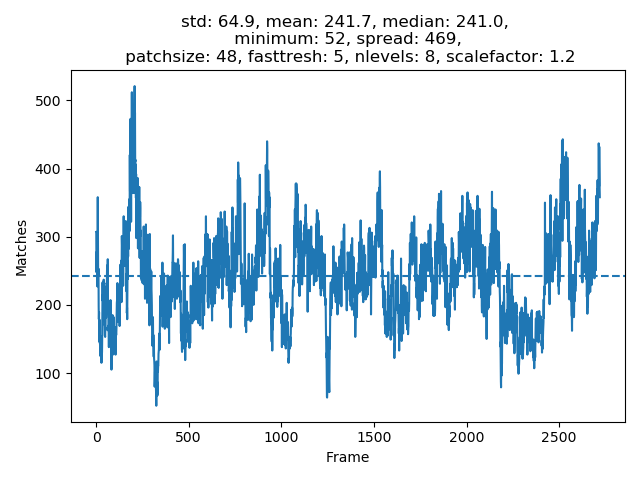 std: 64.9, mean: 241.7, median: 241.0,
minimum: 52, spread: 469,
patchsize: 48, fasttresh: 5, nlevels: 8, scalefactor: 1.2
500
400
300
200
100
Matches
0 500 1000 1500 2000 2500
Frame